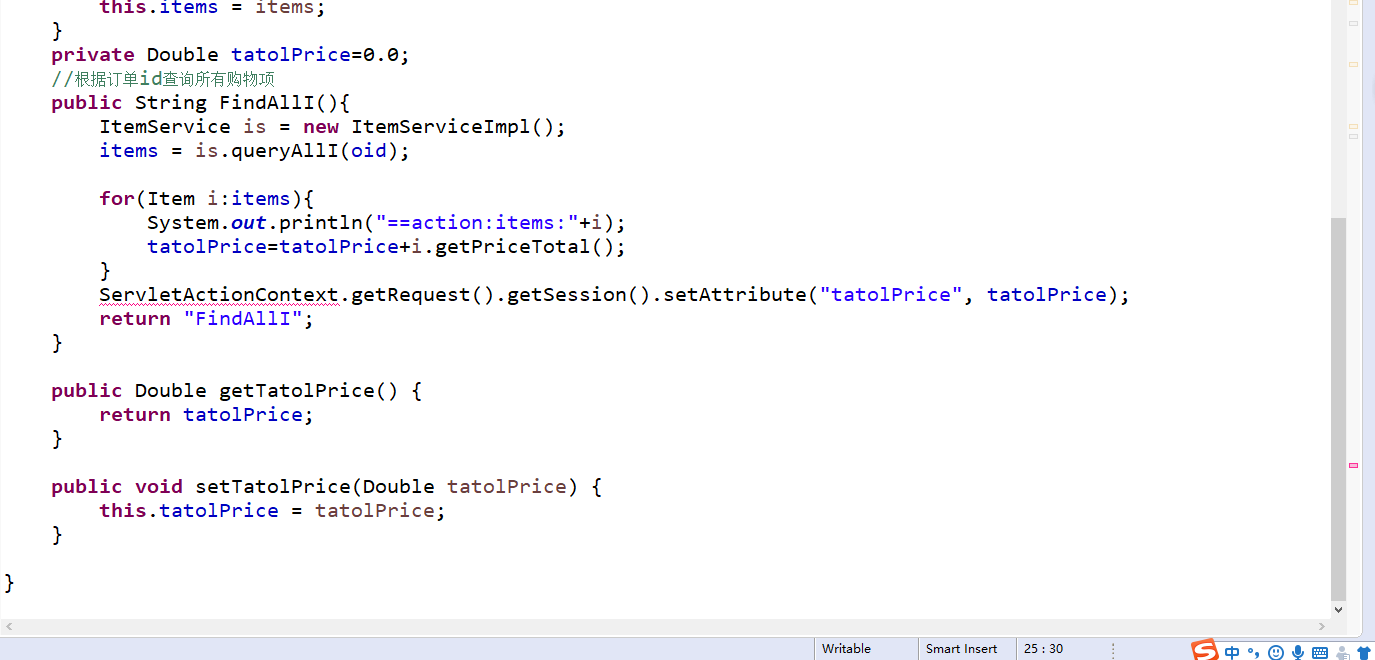 this.items = items;
    }
    private Double tatolPrice=0.0;
    //根据订单id查询所有购物项
    public String FindAllI(){
        ItemService is = new ItemServiceImpl();
        items = is.queryAllI(oid);

        for(Item i:items){
            System.out.println("==action:items:"+i);
            tatolPrice=tatolPrice+i.getPriceTotal();
        }
        ServletActionContext.getRequest().getSession().setAttribute("tatolPrice", tatolPrice);
        return "FindAllI";
    }

    public Double getTatolPrice() {
        return tatolPrice;
    }

    public void setTatolPrice(Double tatolPrice) {
        this.tatolPrice = tatolPrice;
    }

}
Writable Smart Insert 25 : 30
S 中 °,